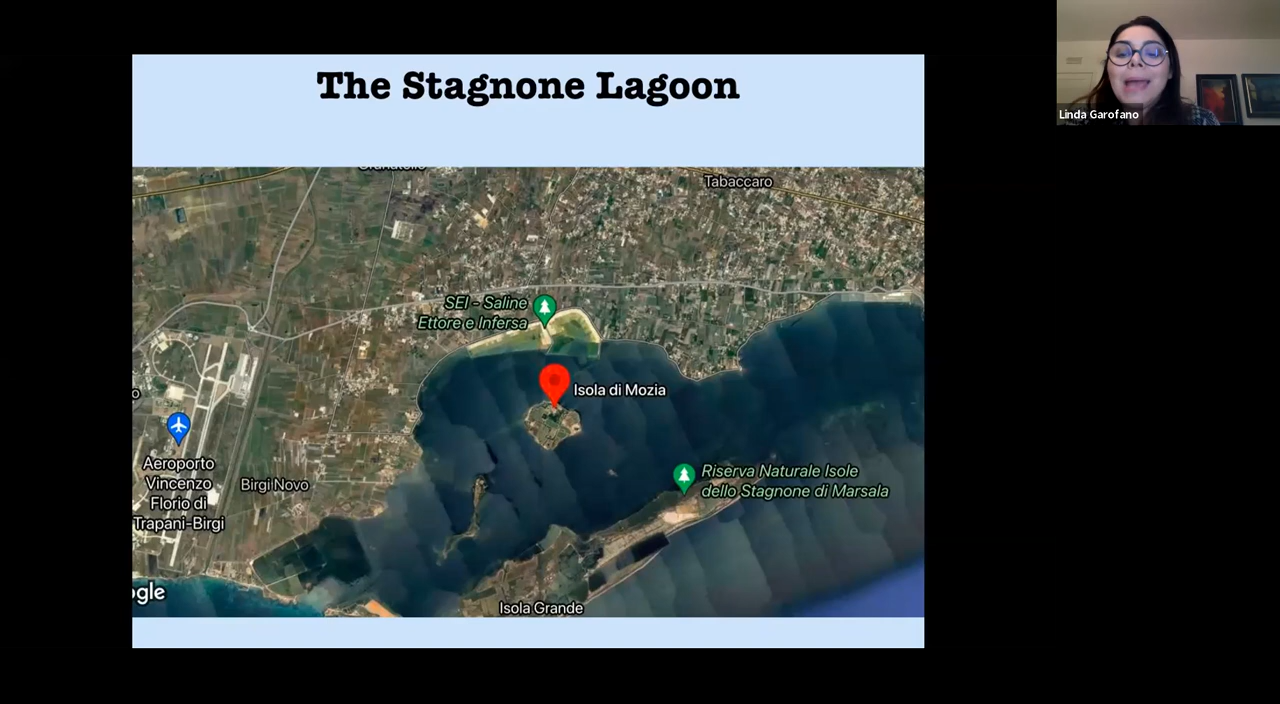 The Stagnone Lagoon
Linda Garofano
Tabaccaro
SEI - Saline
Ettore e Infersa
Isola di Mozia
Aeroporto
Vincenzo
Florio di
Trapani-Birgi
Birgi Novo
Riserva Naturale Isole
dello Stagnone di Marsala
ogle
Isola Grande